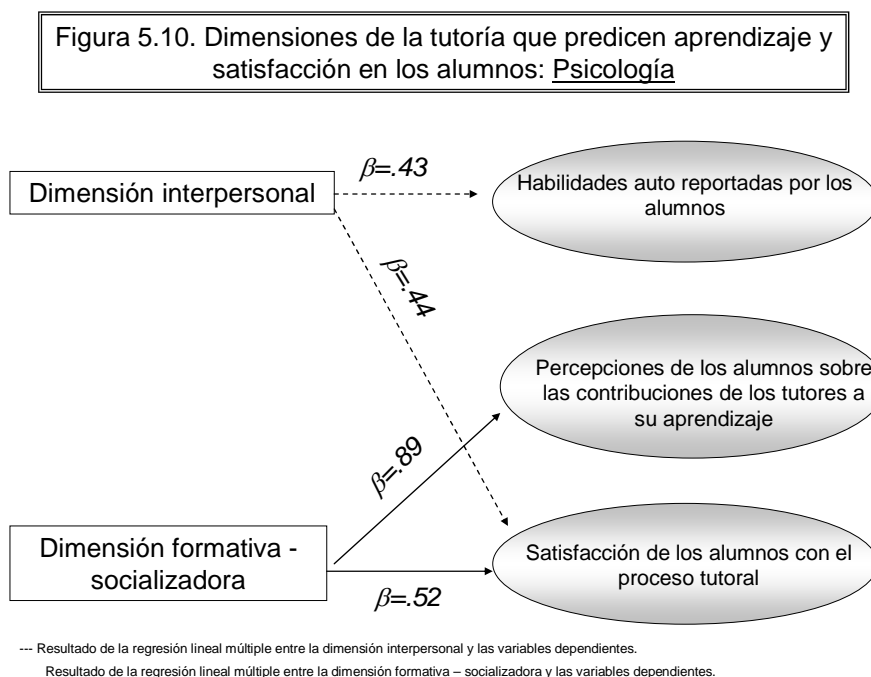 Figura 5.10. Dimensiones de la tutoría que predicen aprendizaje y
satisfacción en los alumnos: Psicología
β=.43
Dimensión interpersonal
Habilidades auto reportadas por los
alumnos
β=.44
Percepciones de los alumnos sobre
las contribuciones de los tutores a
su aprendizaje
β=.89
Dimensión formativa -
socializadora
Satisfacción de los alumnos con el
proceso tutoral
β=.52
--- Resultado de la regresión lineal múltiple entre la dimensión interpersonal y las variables dependientes.
Resultado de la regresión lineal múltiple entre la dimensión formativa – socializadora y las variables dependientes.